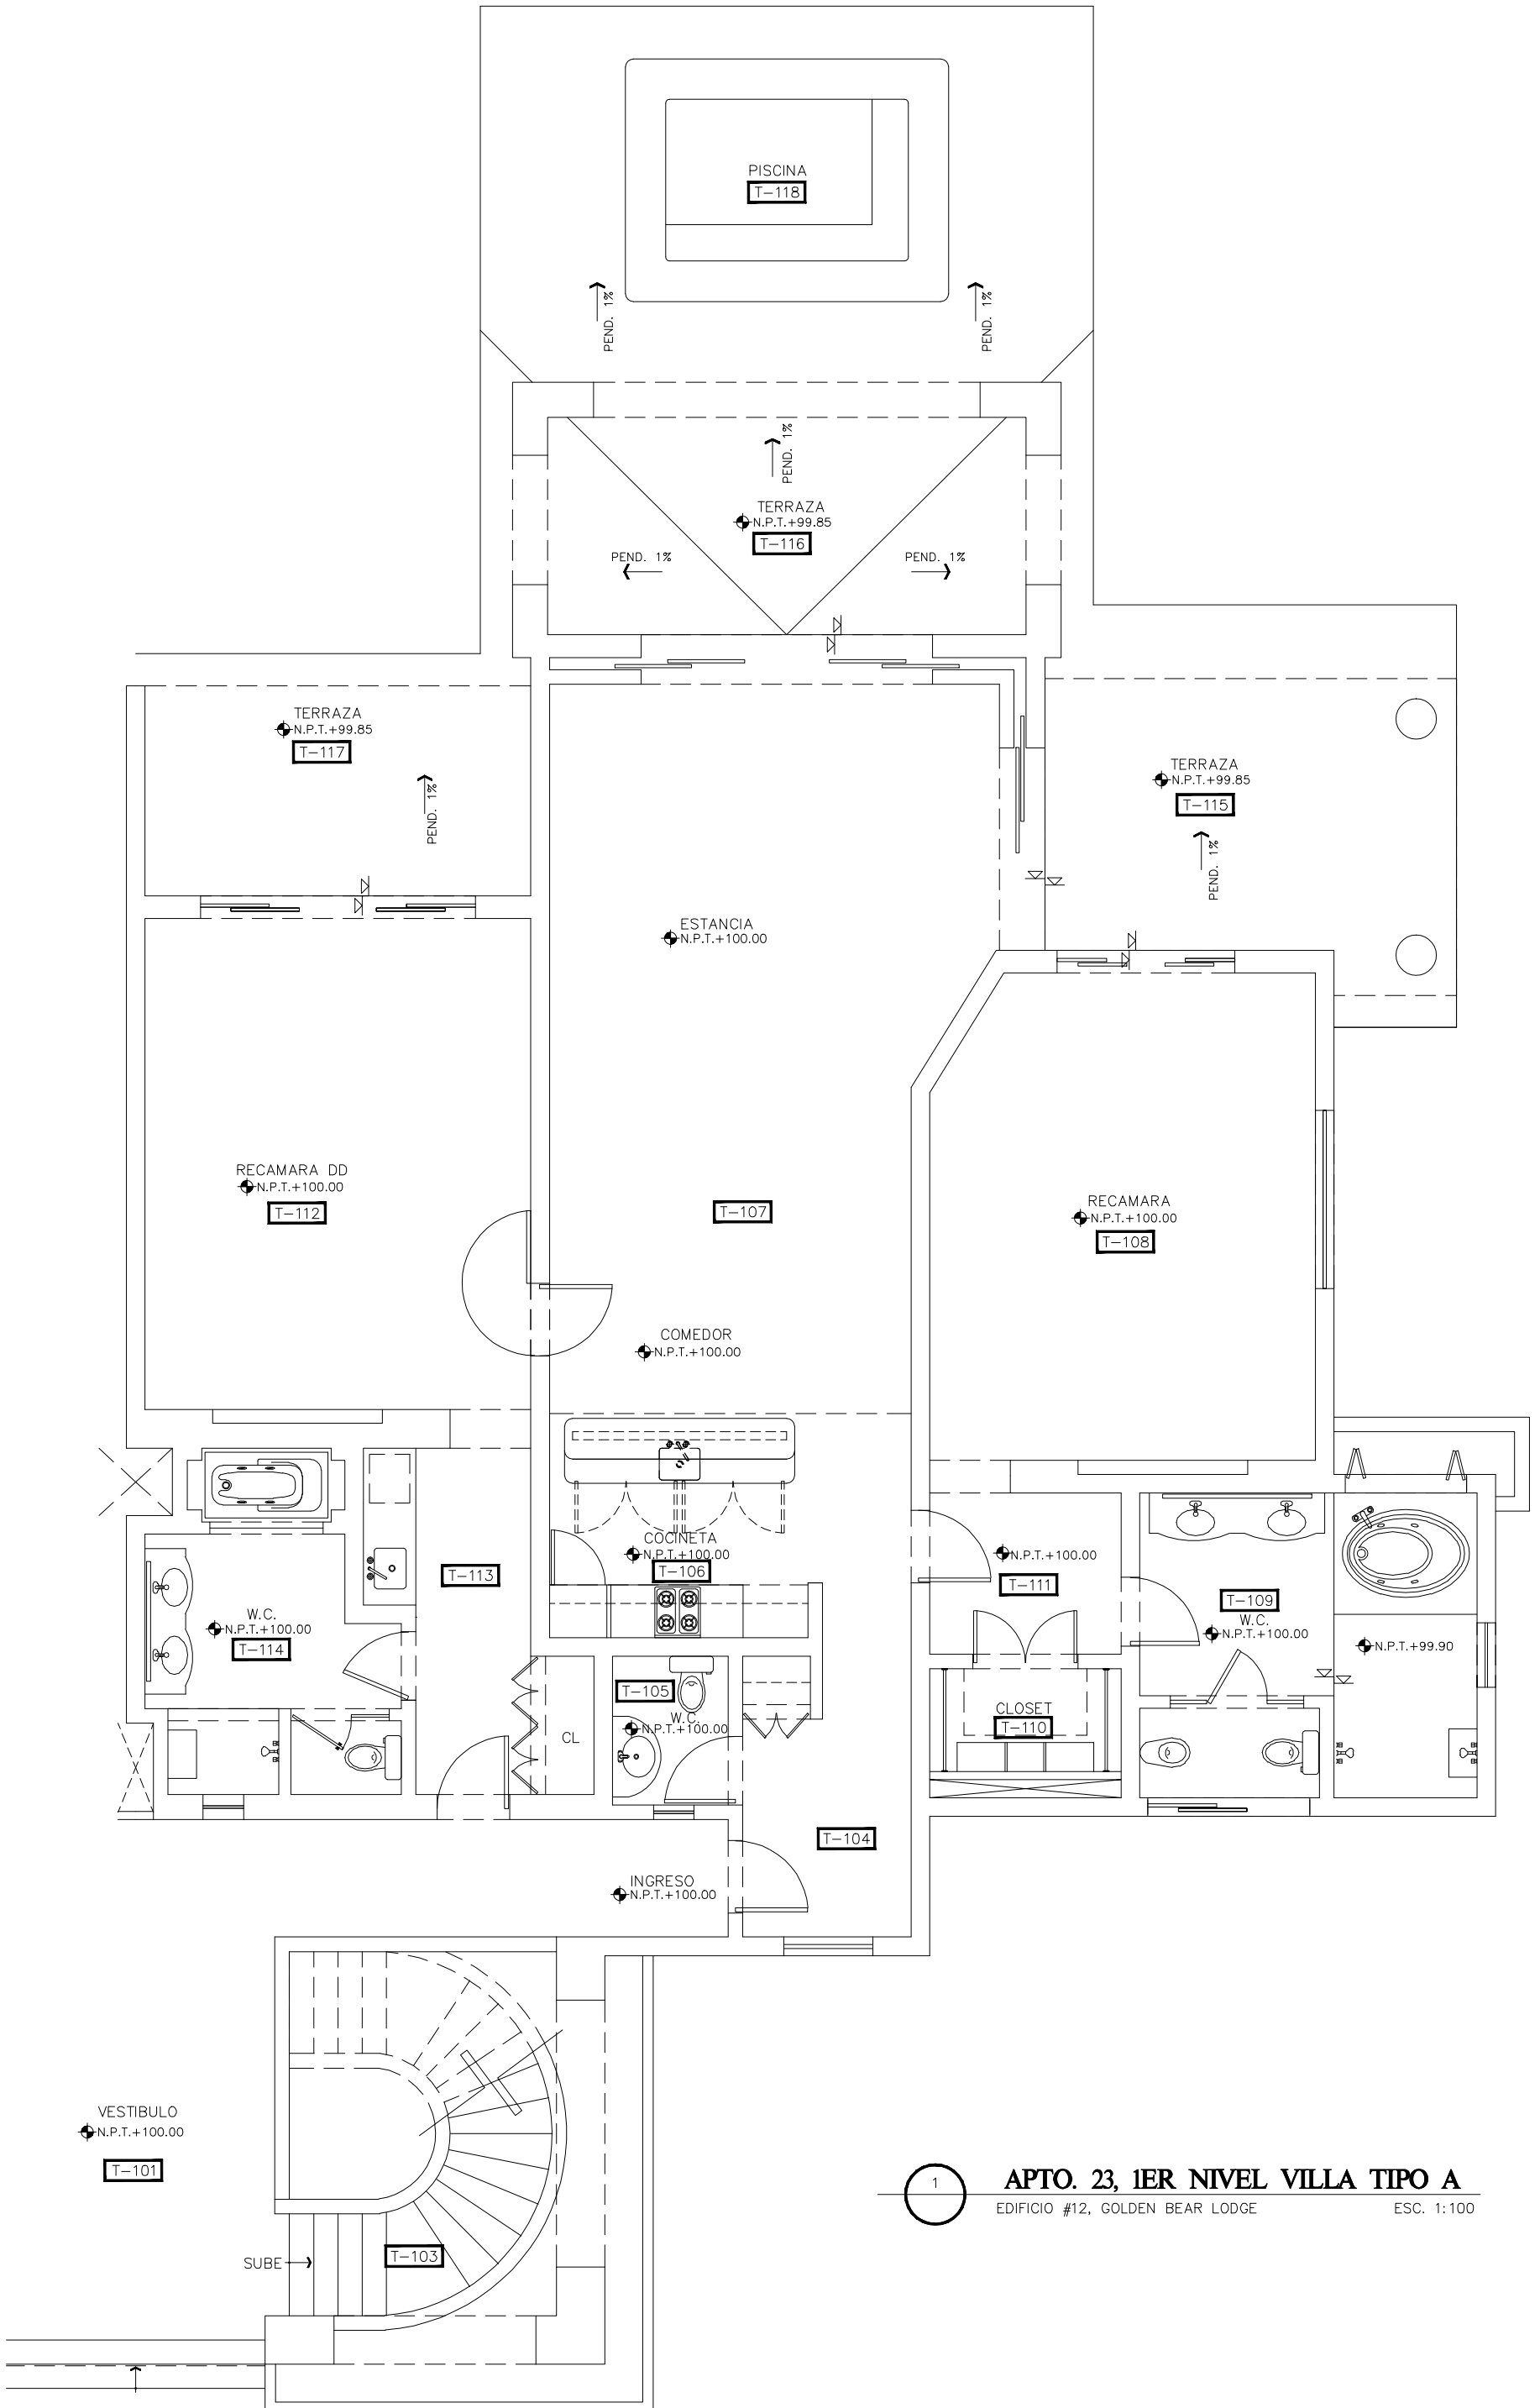 PISCINA
T-118
PEND. 1%
PEND. 1%
PEND. 1%
TERRAZA
N.P.T.+99.85
T-116
PEND. 1%
PEND. 1%
TERRAZA
N.P.T.+99.85
T-117
PEND. 1%
TERRAZA
N.P.T.+99.85
T-115
PEND. 1%
ESTANCIA
N.P.T.+100.00
RECAMARA DD
N.P.T.+100.00
T-112
T-107
RECAMARA
N.P.T.+100.00
T-108
COMEDOR
N.P.T.+100.00
COCINETA
N.P.T.+100.00
T-106
T-113
N.P.T.+100.00
T-111
T-109
W.C.
N.P.T.+100.00
N.P.T.+99.90
W.C.
N.P.T.+100.00
T-114
T-105
W.C.
N.P.T.+100.00
CL
CLOSET
T-110
T-104
INGRESO
N.P.T.+100.00
VESTIBULO
N.P.T.+100.00
T-101
SUBE
T-103
1
APTO. 23, 1ER NIVEL VILLA TIPO A
EDIFICIO #12, GOLDEN BEAR LODGE ESC. 1:100